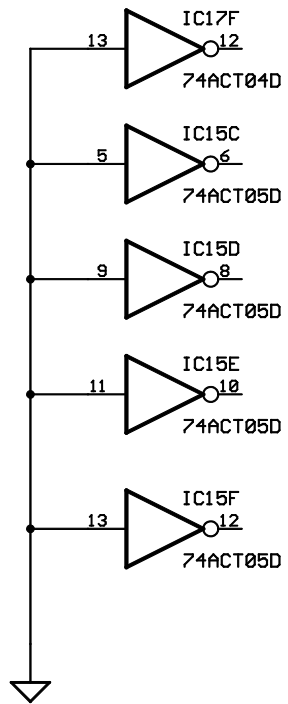 IC17F
13 12
74ACT04D
IC15C
5 6
74ACT05D
IC15D
9 8
74ACT05D
IC15E
11 10
74ACT05D
IC15F
13 12
74ACT05D